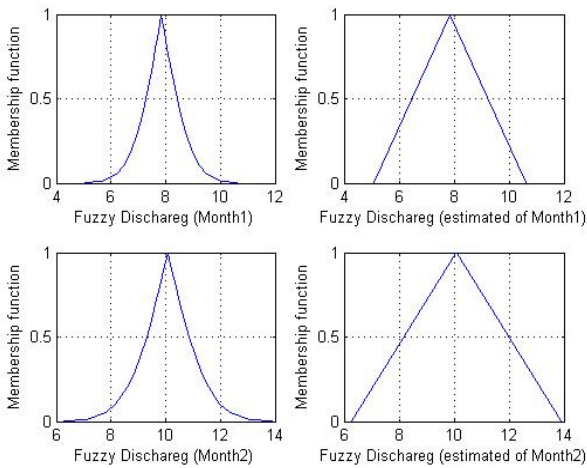 1
0.5
0
4 6 8 10 12
Membership function
Fuzzy Dischareg (Month1)
1
0.5
0
4 6 8 10 12
Membership function
Fuzzy Dischareg (estimated of Month1)
1
0.5
0
6 8 10 12 14
Membership function
Fuzzy Dischareg (Month2)
1
0.5
0
6 8 10 12 14
Membership function
Fuzzy Dischareg (estimated of Month2)